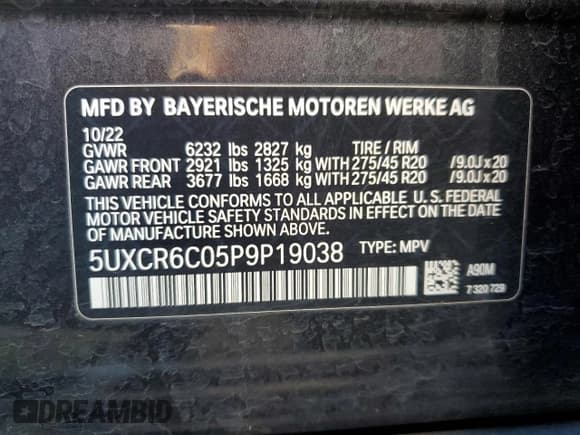 MFD BY BAYERISCHE MOTOREN WERKE AG
10/22
GVWR 6232 lbs 2827 kg TIRE / RIM
GAWR FRONT 2921 lbs 1325 kg WITH 275/45 R20 /9.0J x 20
GAWR REAR 3677 lbs 1668 kg WITH 275/45 R20 /9.0J x 20
THIS VEHICLE CONFORMS TO ALL APPLICABLE U. S. FEDERAL
MOTOR VEHICLE SAFETY STANDARDS IN EFFECT ON THE DATE
OF MANUFACTURE SHOWN ABOVE.
5UXCR6C05P9P19038 TYPE: MPV
A90M
7 320 729
DREAMBID